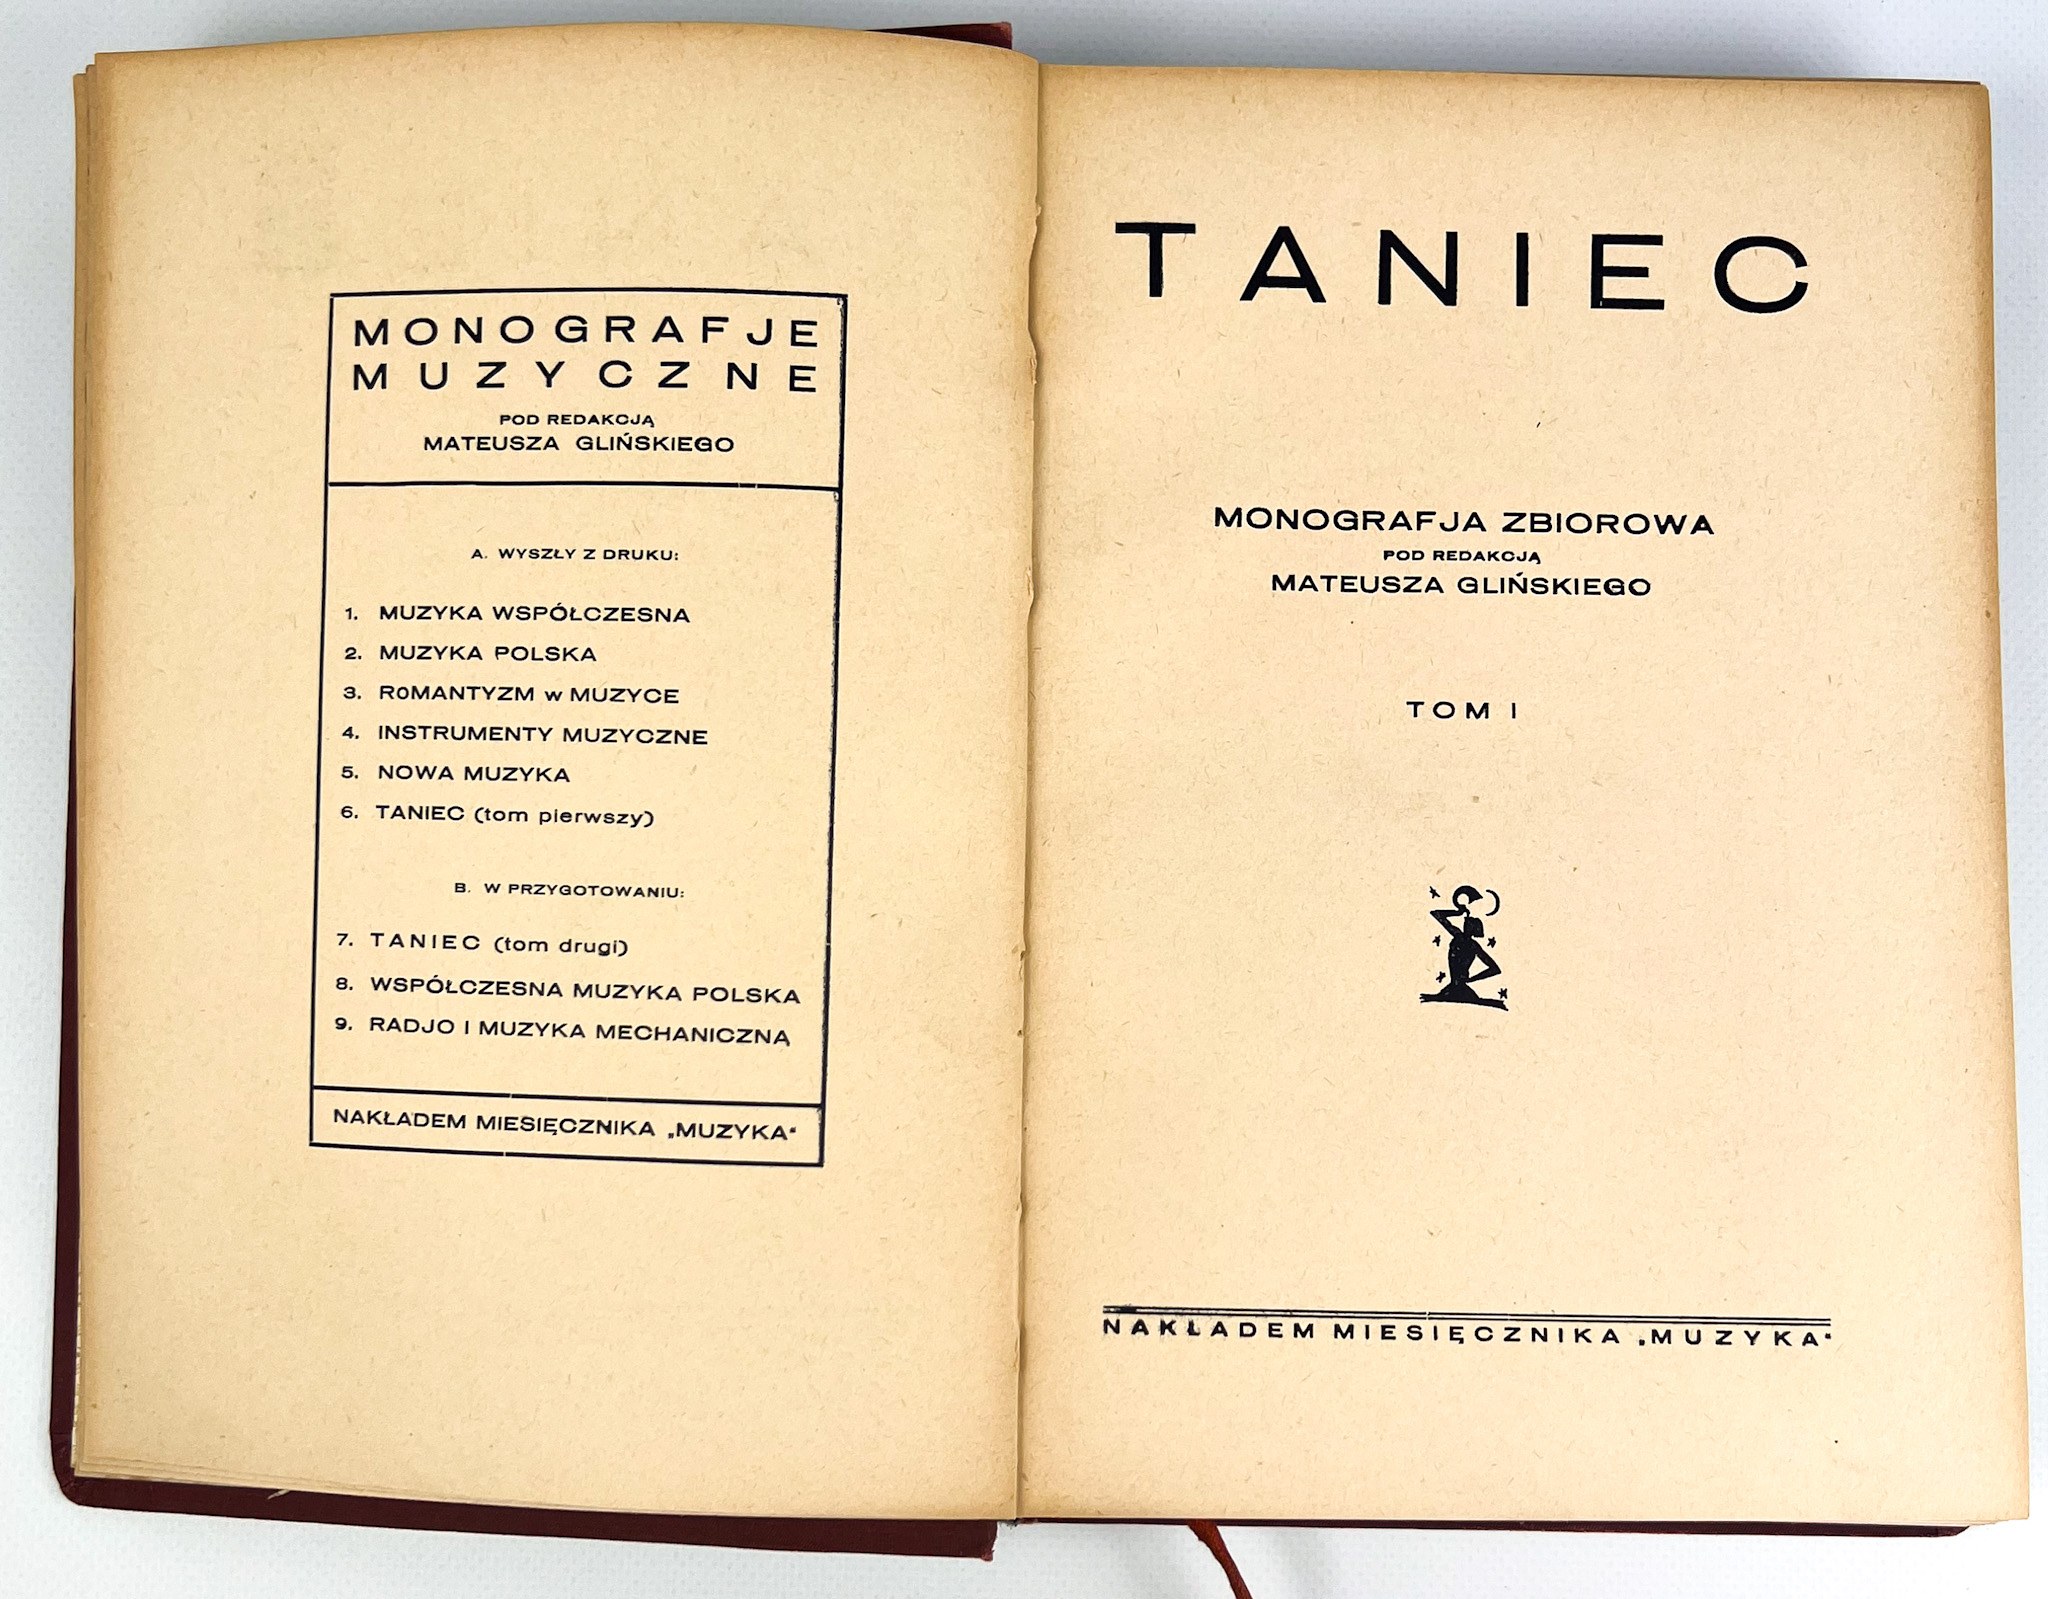 MONOGRAFJE
MUZYCZNE
POD REDAKCJĄ
MATEUSZA GLIŃSKIEGO
A. WYSZŁY Z DRUKU:
1. MUZYKA WSPÓŁCZESNA
2. MUZYKA POLSKA
3. ROMANTYZM w MUZYCE
4. INSTRUMENTY MUZYCZNE
5. NOWA MUZYKA
6. TANIEC (tom pierwszy)
B. W PRZYGOTOWANIU:
7. TANIEC (tom drugi)
8. WSPÓŁCZESNA MUZYKA POLSKA
9. RADJO I MUZYKA MECHANICZNĄ
NAKŁADEM MIESIĘCZNIKA „MUZYKA“
TANIEC
MONOGRAFJA ZBIOROWA
POD REDAKCJĄ
MATEUSZA GLIŃSKIEGO
TOM I
NAKŁADEM MIESIĘCZNIKA „MUZYKA“